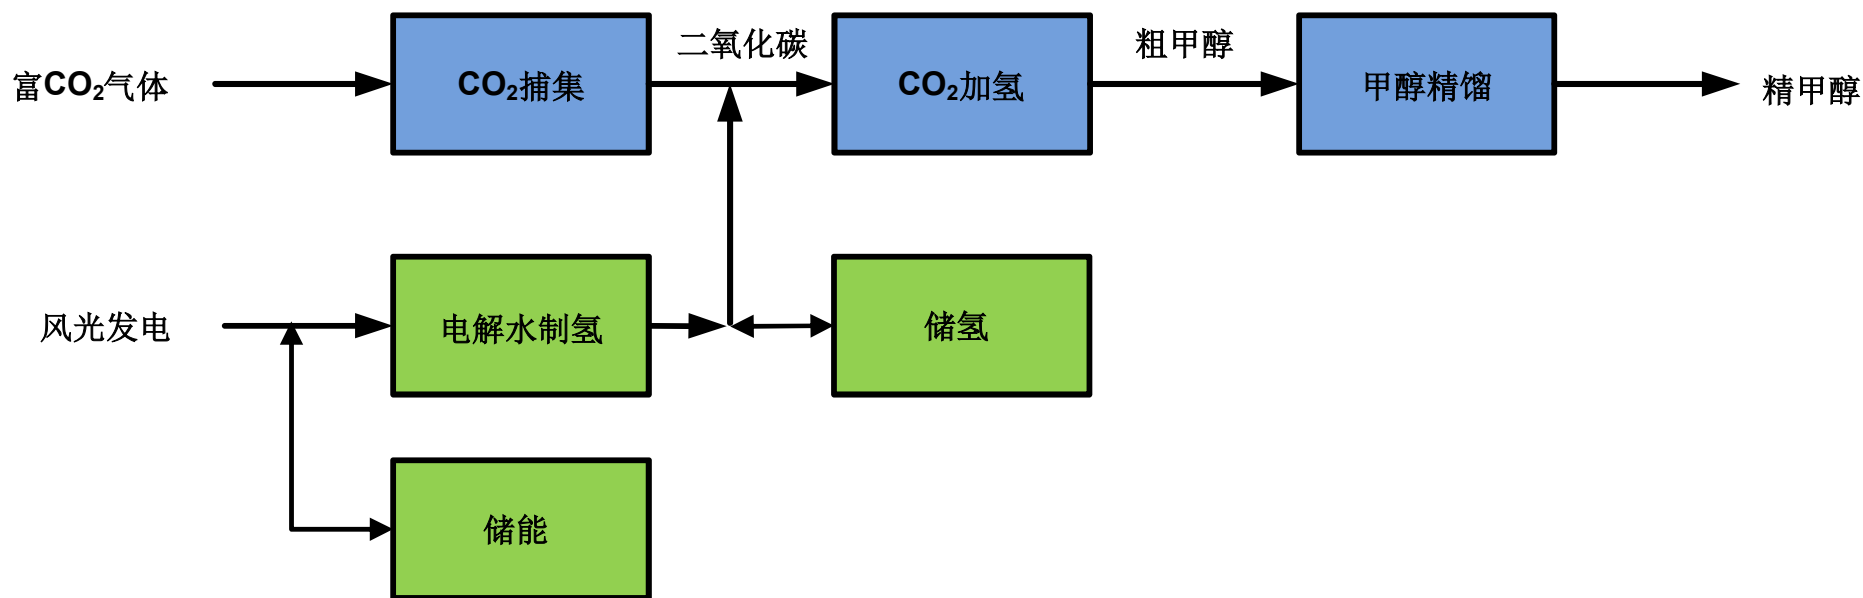 二氧化碳
粗甲醇
富CO₂气体
CO₂捕集
CO₂加氢
甲醇精馏
精甲醇
风光发电
电解水制氢
储氢
储能